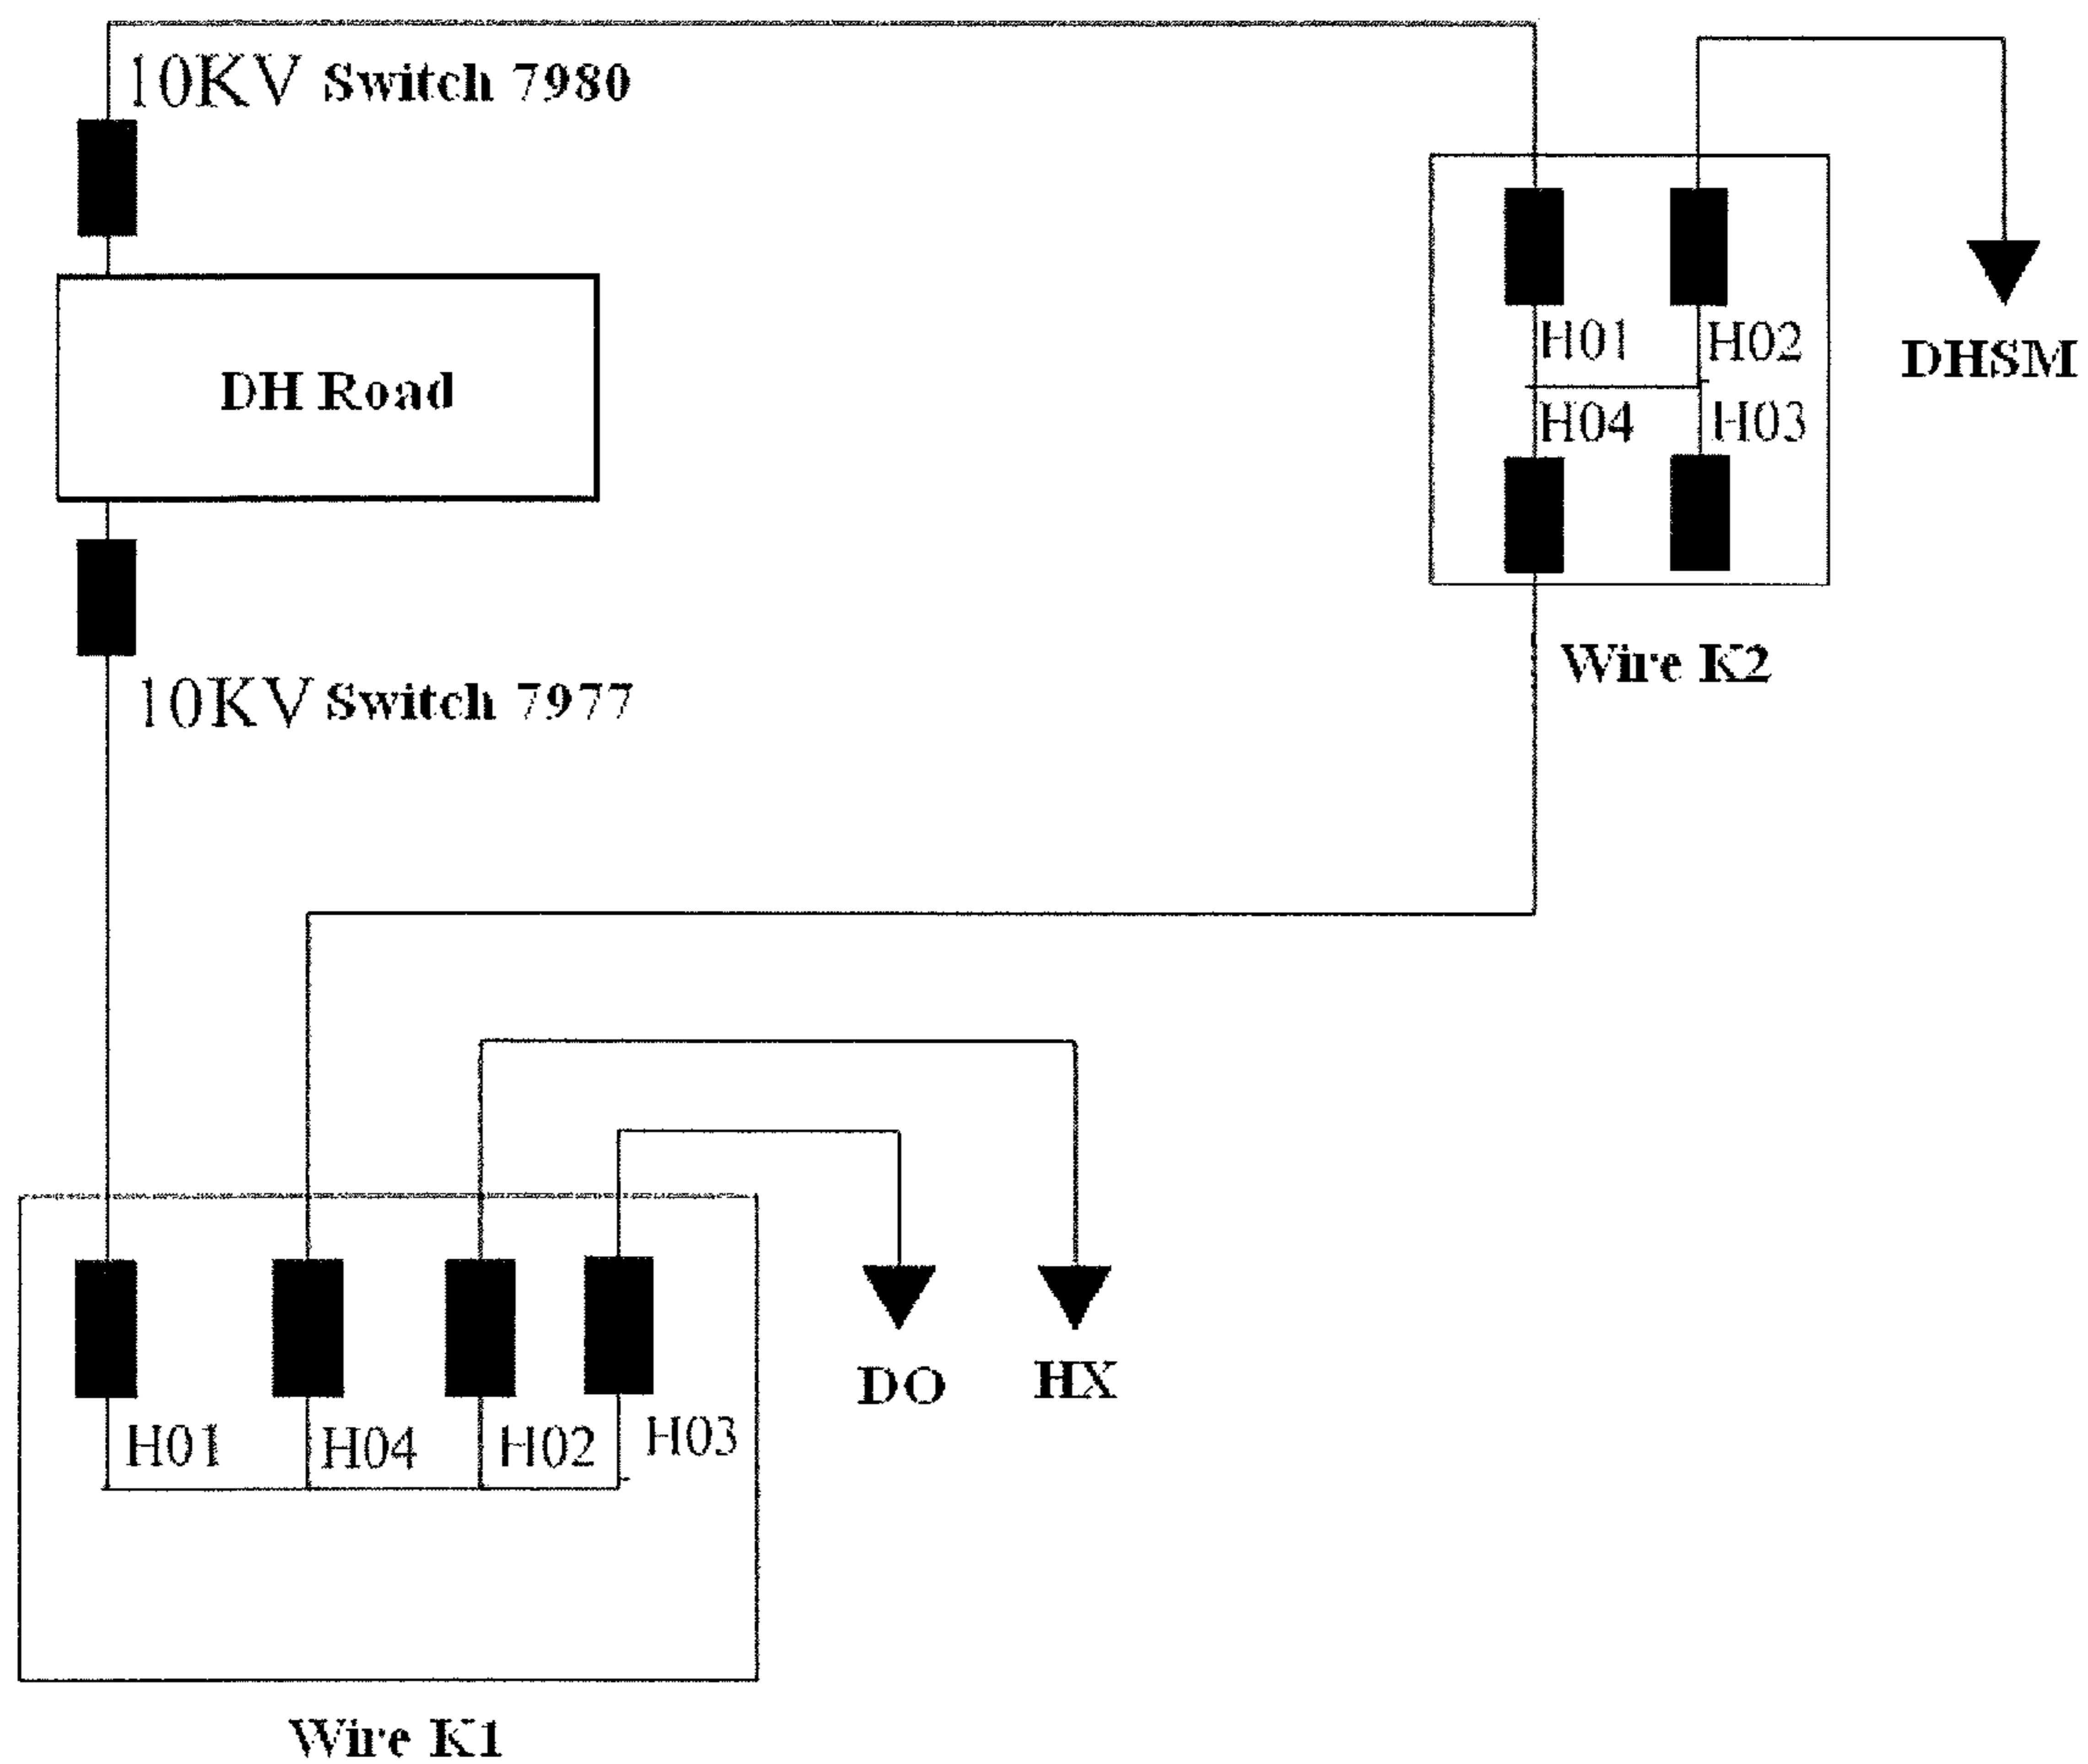 10KV Switch 7980
DH Road
10KV Switch 7977
H01 H02
H04 H03
DHSM
Wire K2
DO
HX
H01 H04 H02 H03
Wire K1